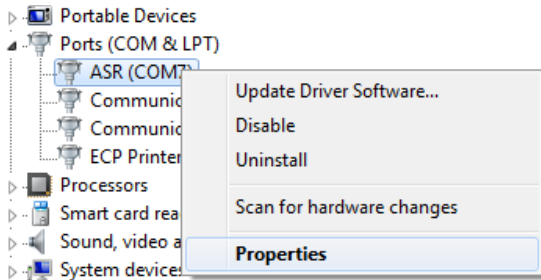 Portable Devices
Ports (COM & LPT)
ASR (COM7)
Communic
Communic
ECP Printer
Processors
Smart card rea
Sound, video a
System devices
Update Driver Software...
Disable
Uninstall
Scan for hardware changes
Properties